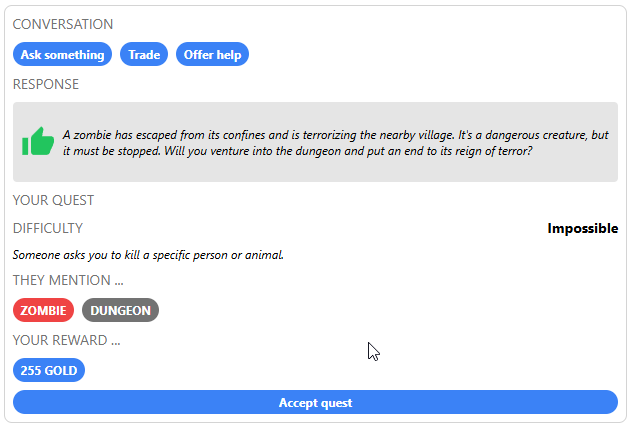 CONVERSATION
Ask something Trade Offer help
RESPONSE
A zombie has escaped from its confines and is terrorizing the nearby village. It's a dangerous creature, but
it must be stopped. Will you venture into the dungeon and put an end to its reign of terror?
YOUR QUEST
DIFFICULTY Impossible
Someone asks you to kill a specific person or animal.
THEY MENTION ...
ZOMBIE DUNGEON
YOUR REWARD ...
255 GOLD
Accept quest